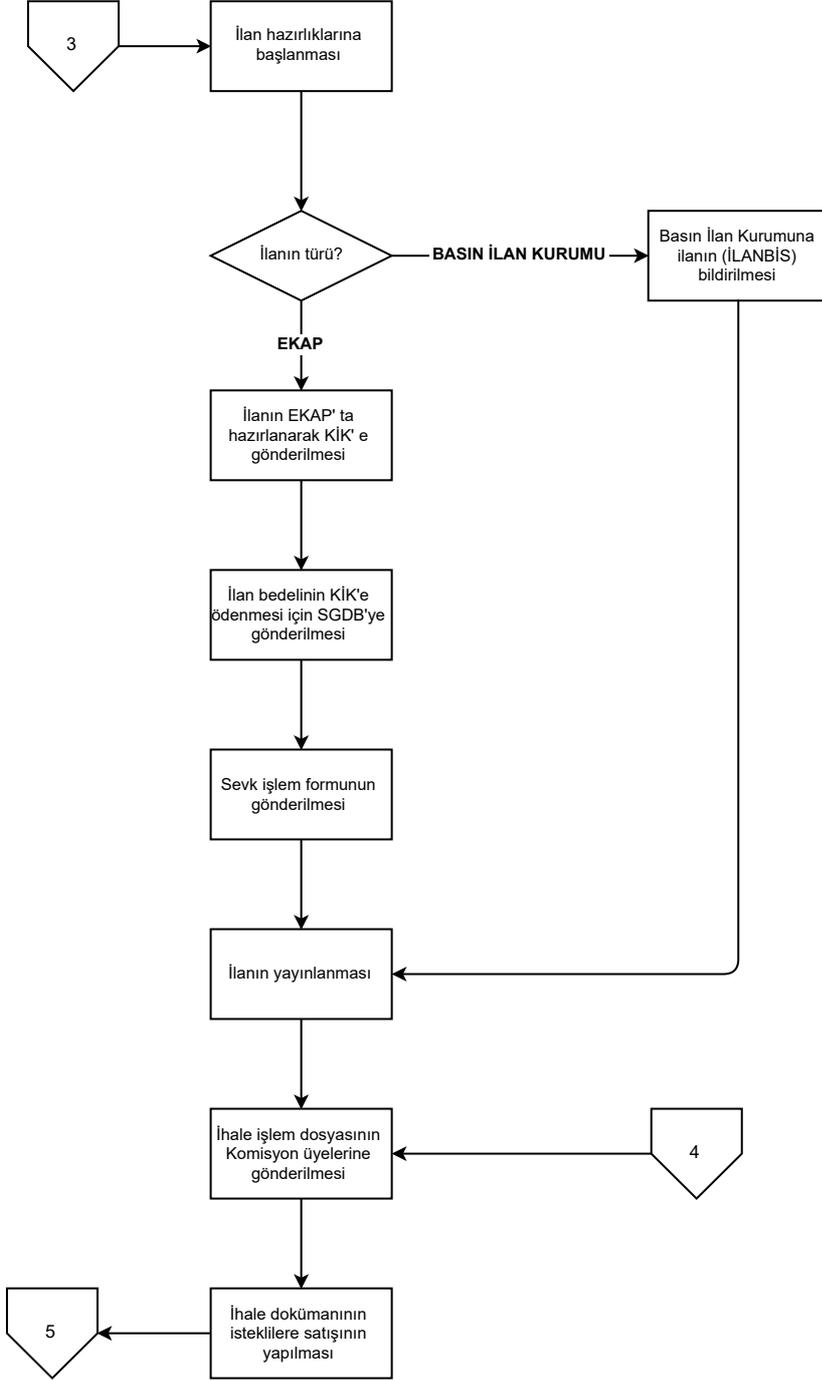 3
İlan hazırlıklarına
başlanması
İlanın türü?
BASIN İLAN KURUMU
Basın İlan Kurumuna
ilanın (İLANBİS)
bildirilmesi
EKAP
İlanın EKAP' ta
hazırlanarak KİK' e
gönderilmesi
İlan bedelinin KİK'e
ödenmesi için SGDB'ye
gönderilmesi
Sevk işlem formunun
gönderilmesi
İlanın yayınlanması
İhale işlem dosyasının
Komisyon üyelerine
gönderilmesi
4
İhale dokümanının
isteklilere satışının
yapılması
5